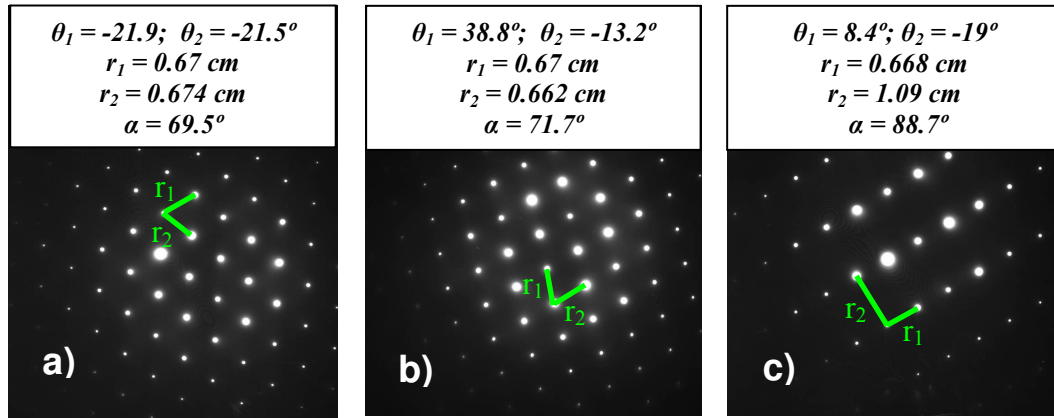 θ1 = -21.9; θ2 = -21.5º
r1 = 0.67 cm
r2 = 0.674 cm
α = 69.5º
r1
r2
a)
θ1 = 38.8º; θ2 = -13.2º
r1 = 0.67 cm
r2 = 0.662 cm
α = 71.7º
r1
r2
b)
θ1 = 8.4º; θ2 = -19º
r1 = 0.668 cm
r2 = 1.09 cm
α = 88.7º
r2
r1
c)